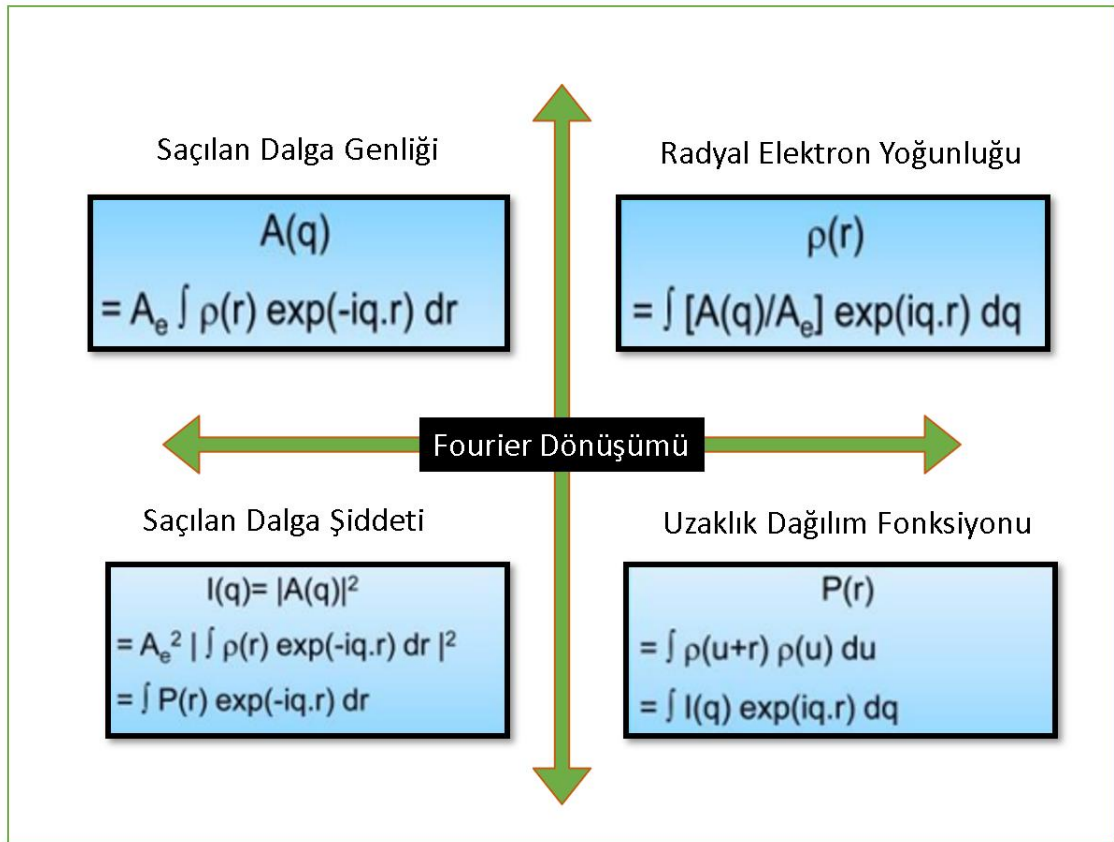 Saçılan Dalga Genliği
A(q)
= Aₑ ∫ ρ(r) exp(-iq.r) dr
Radyal Elektron Yoğunluğu
ρ(r)
= ∫ [A(q)/Aₑ] exp(iq.r) dq
Fourier Dönüşümü
Saçılan Dalga Şiddeti
I(q)= |A(q)|²
= Aₑ² | ∫ ρ(r) exp(-iq.r) dr |²
= ∫ P(r) exp(-iq.r) dr
Uzaklık Dağılım Fonksiyonu
P(r)
= ∫ ρ(u+r) ρ(u) du
= ∫ I(q) exp(iq.r) dq